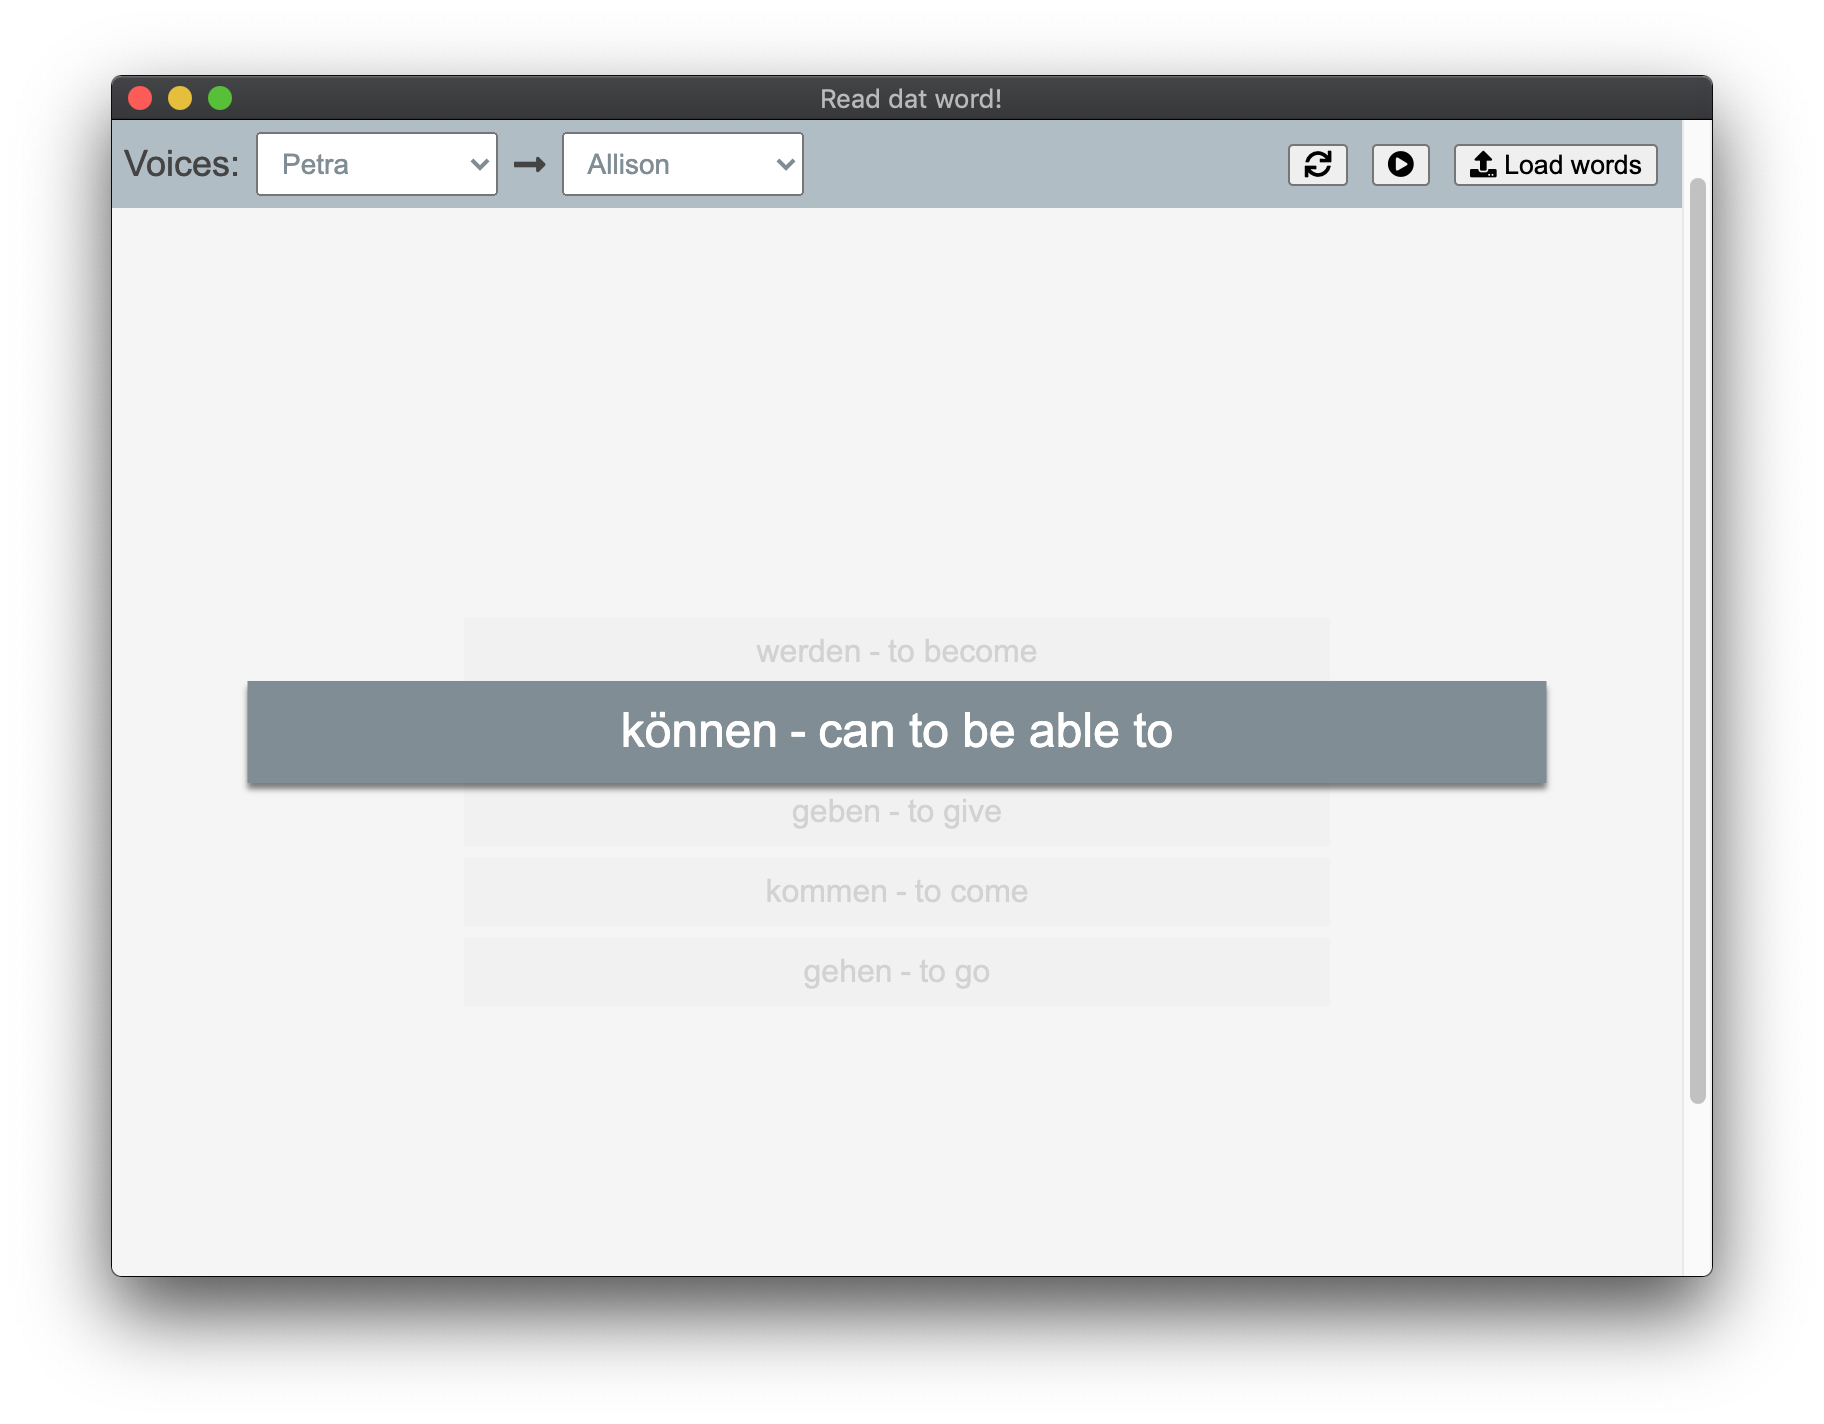 Read dat word!
Voices: Petra Allison Load words
werden - to become
können - can to be able to
geben - to give
kommen - to come
gehen - to go